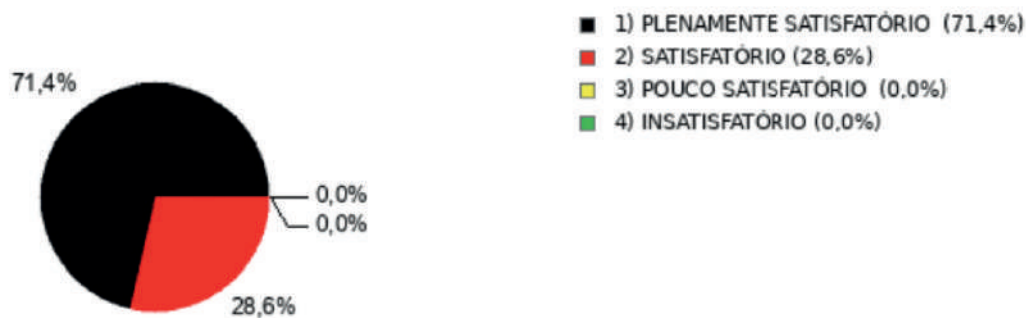 1) PLENAMENTE SATISFATÓRIO (71,4%)
2) SATISFATÓRIO (28,6%)
3) POUCO SATISFATÓRIO (0,0%)
4) INSATISFATÓRIO (0,0%)
71,4%
0,0%
0,0%
28,6%